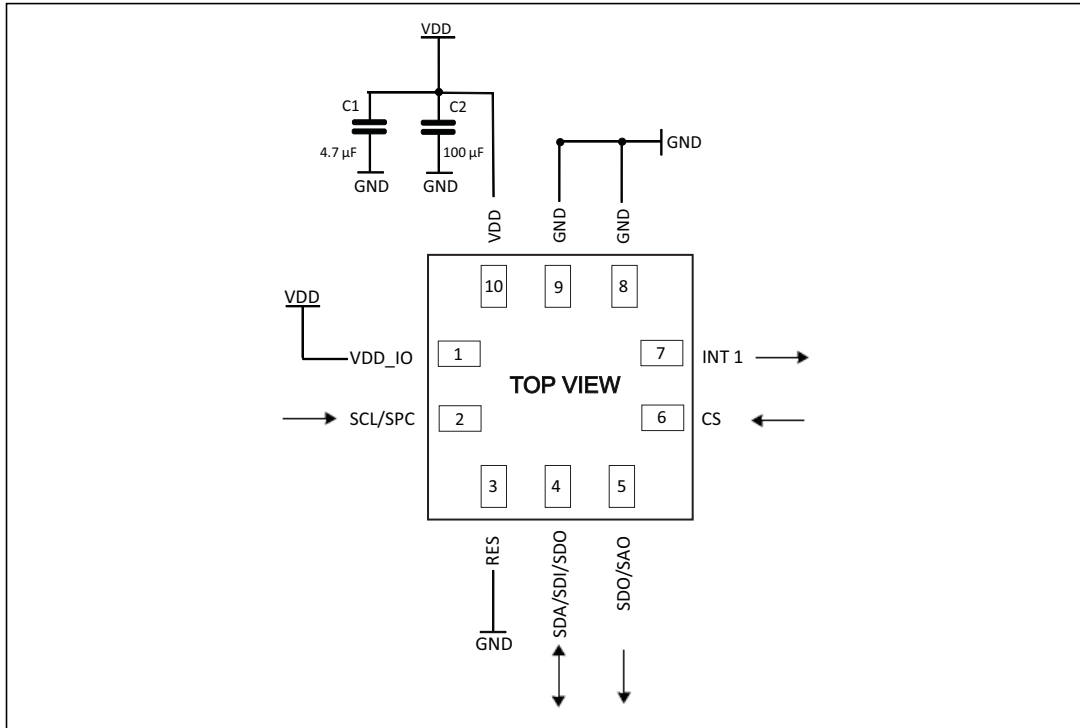 VDD
C1
C2
4.7 µF
100 µF
GND
GND
GND
VDD
GND
GND
10
9
8
VDD
VDD_IO
1
7
INT 1
TOP VIEW
SCL/SPC
2
6
CS
3
4
5
RES
SDA/SDI/SDO
SDO/SAO
GND